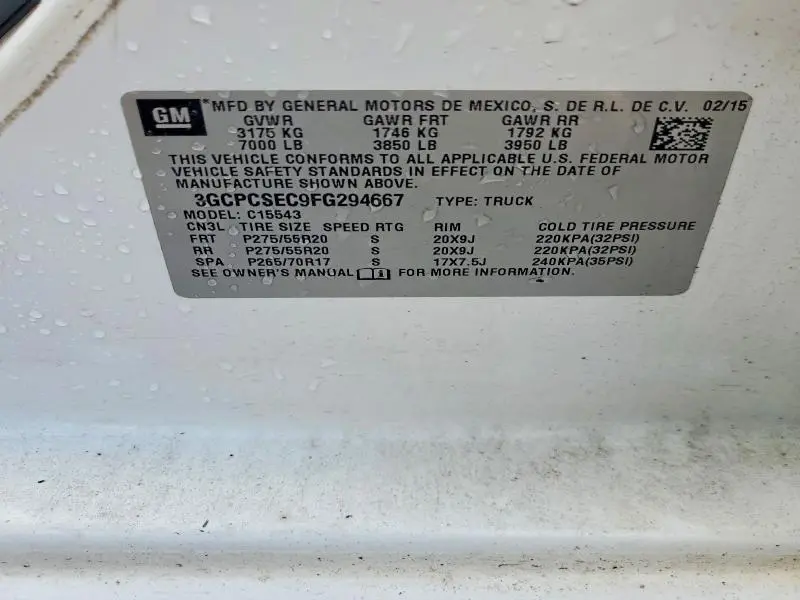 GM *MFD BY GENERAL MOTORS DE MEXICO, S. DE R.L. DE C.V. 02/15
GVWR GAWR FRT GAWR RR
3175 KG 1746 KG 1792 KG
7000 LB 3850 LB 3950 LB
THIS VEHICLE CONFORMS TO ALL APPLICABLE U.S. FEDERAL MOTOR
VEHICLE SAFETY STANDARDS IN EFFECT ON THE DATE OF
MANUFACTURE SHOWN ABOVE.
3GCPCSEC9FG294667 TYPE: TRUCK
MODEL: C15543
CN3L TIRE SIZE SPEED RTG RIM COLD TIRE PRESSURE
FRT P275/55R20 S 20X9J 220KPA(32PSI)
RR P275/55R20 S 20X9J 220KPA(32PSI)
SPA P265/70R17 S 17X7.5J 240KPA(35PSI)
SEE OWNER'S MANUAL FOR MORE INFORMATION.